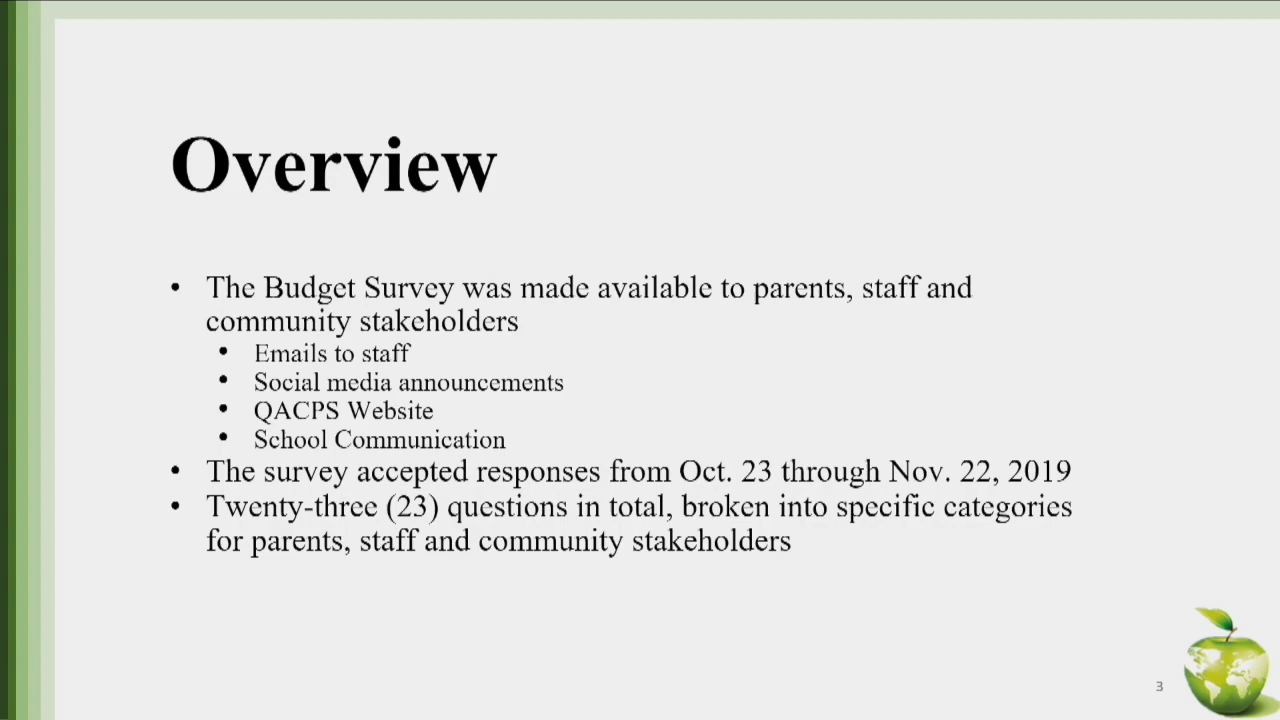 Overview
• The Budget Survey was made available to parents, staff and
community stakeholders
• Emails to staff
• Social media announcements
• QACPS Website
• School Communication
• The survey accepted responses from Oct. 23 through Nov. 22, 2019
• Twenty-three (23) questions in total, broken into specific categories
for parents, staff and community stakeholders
3